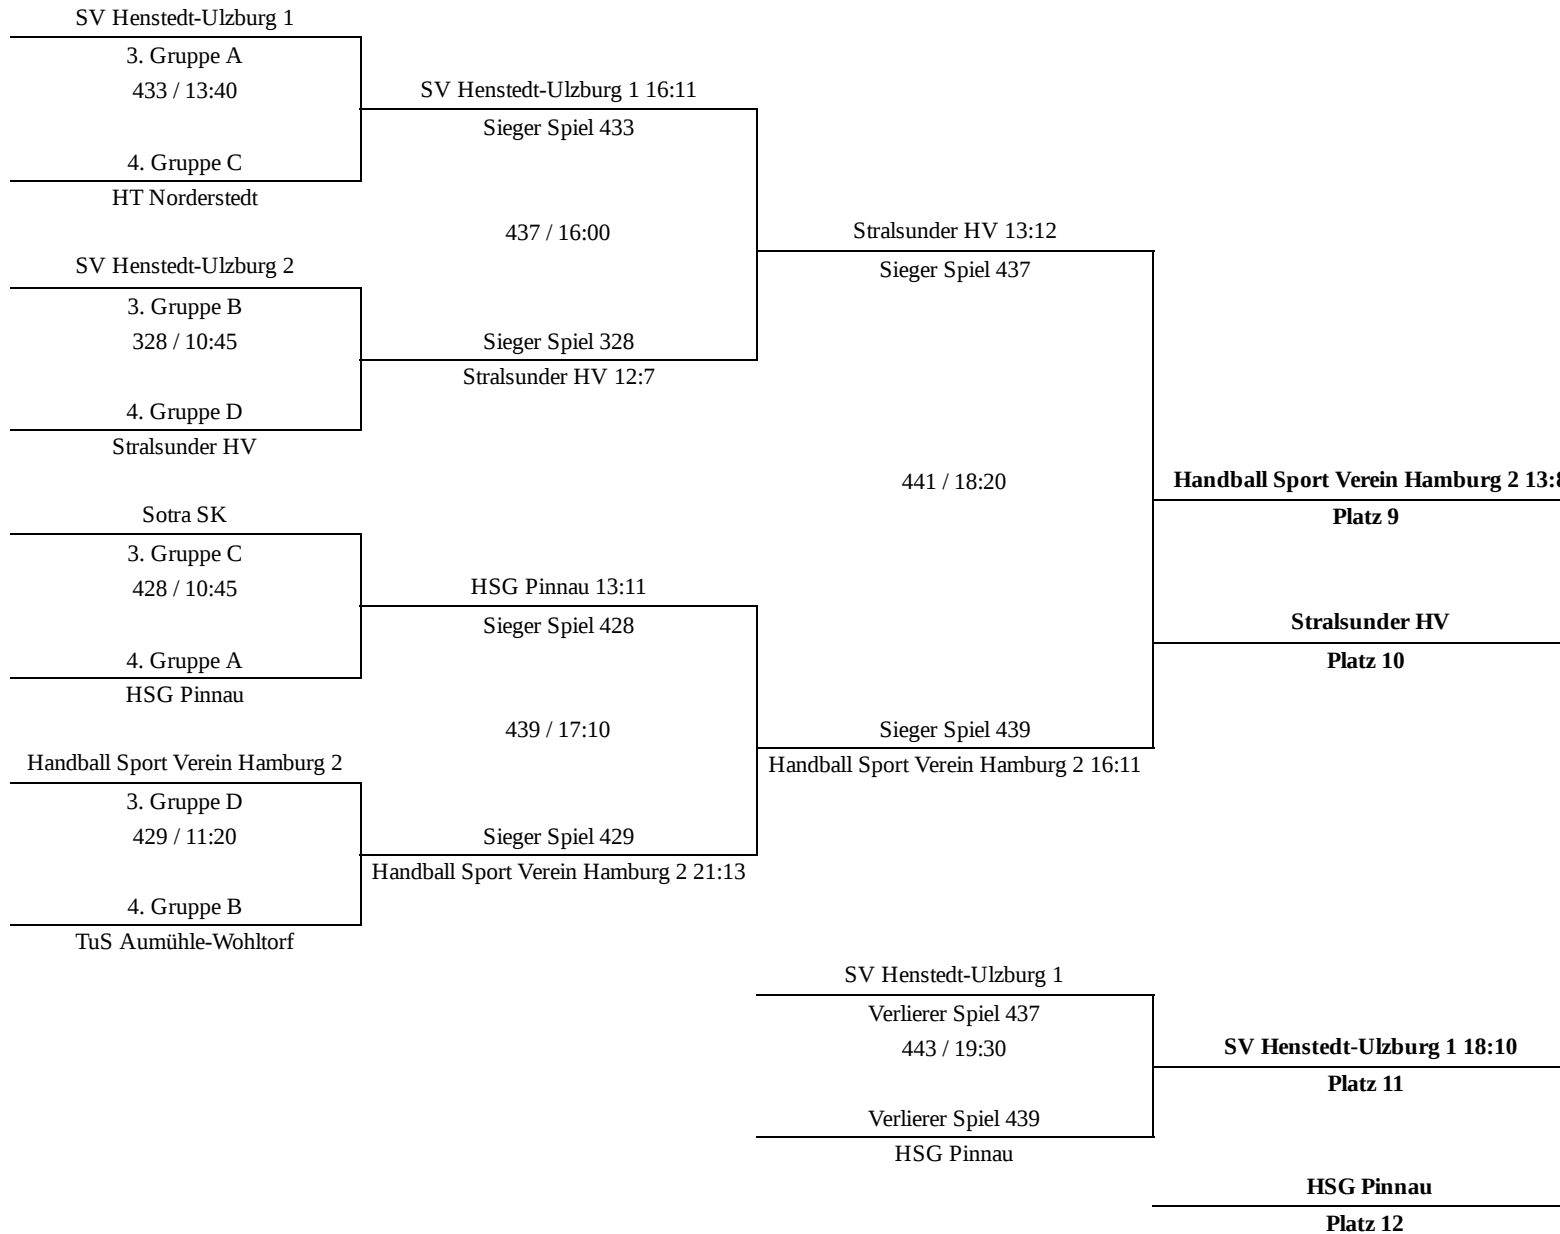 SV Henstedt-Ulzburg 1
3. Gruppe A
433 / 13:40
4. Gruppe C
HT Norderstedt
SV Henstedt-Ulzburg 2
3. Gruppe B
328 / 10:45
4. Gruppe D
Stralsunder HV
Sotra SK
3. Gruppe C
428 / 10:45
4. Gruppe A
HSG Pinnau
Handball Sport Verein Hamburg 2
3. Gruppe D
429 / 11:20
4. Gruppe B
TuS Aumühle-Wohltorf
SV Henstedt-Ulzburg 1 16:11
Sieger Spiel 433
437 / 16:00
Sieger Spiel 328
Stralsunder HV 12:7
HSG Pinnau 13:11
Sieger Spiel 428
439 / 17:10
Sieger Spiel 429
Handball Sport Verein Hamburg 2 21:13
Stralsunder HV 13:12
Sieger Spiel 437
441 / 18:20
Sieger Spiel 439
Handball Sport Verein Hamburg 2 16:11
Handball Sport Verein Hamburg 2 13:8
Platz 9
Stralsunder HV
Platz 10
SV Henstedt-Ulzburg 1
Verlierer Spiel 437
443 / 19:30
Verlierer Spiel 439
HSG Pinnau
SV Henstedt-Ulzburg 1 18:10
Platz 11
HSG Pinnau
Platz 12